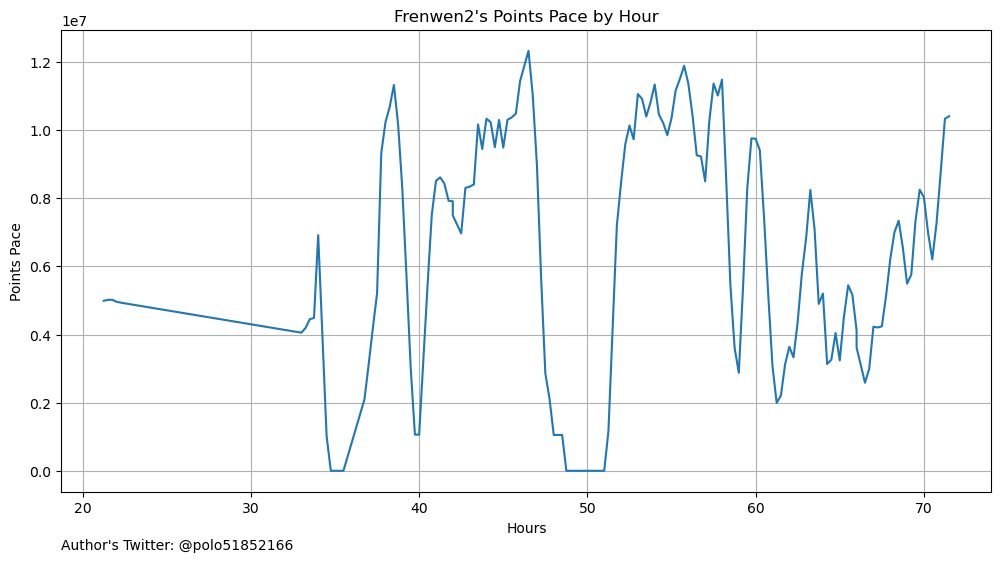 Frenwen2's Points Pace by Hour
1e7
1.2
1.0
0.8
0.6
0.4
0.2
0.0
Points Pace
20 30 40 50 60 70
Hours
Author's Twitter: @polo51852166